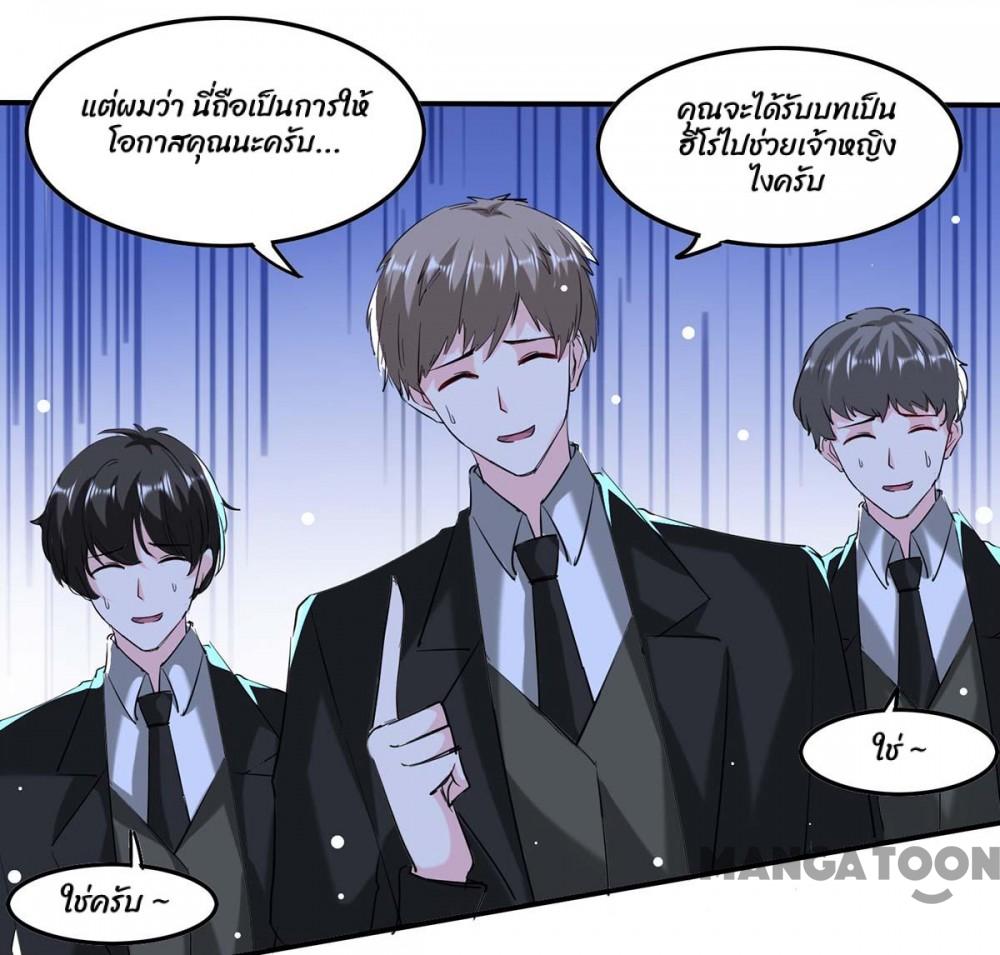 แต่ผมว่า นี่ถือเป็นการให้
โอกาสคุณนะครับ...
คุณจะได้รับบทเป็น
ฮีโร่ไปช่วยเจ้าหญิง
ไงครับ
ใช่ ~
ใช่ครับ ~
MANGATOON